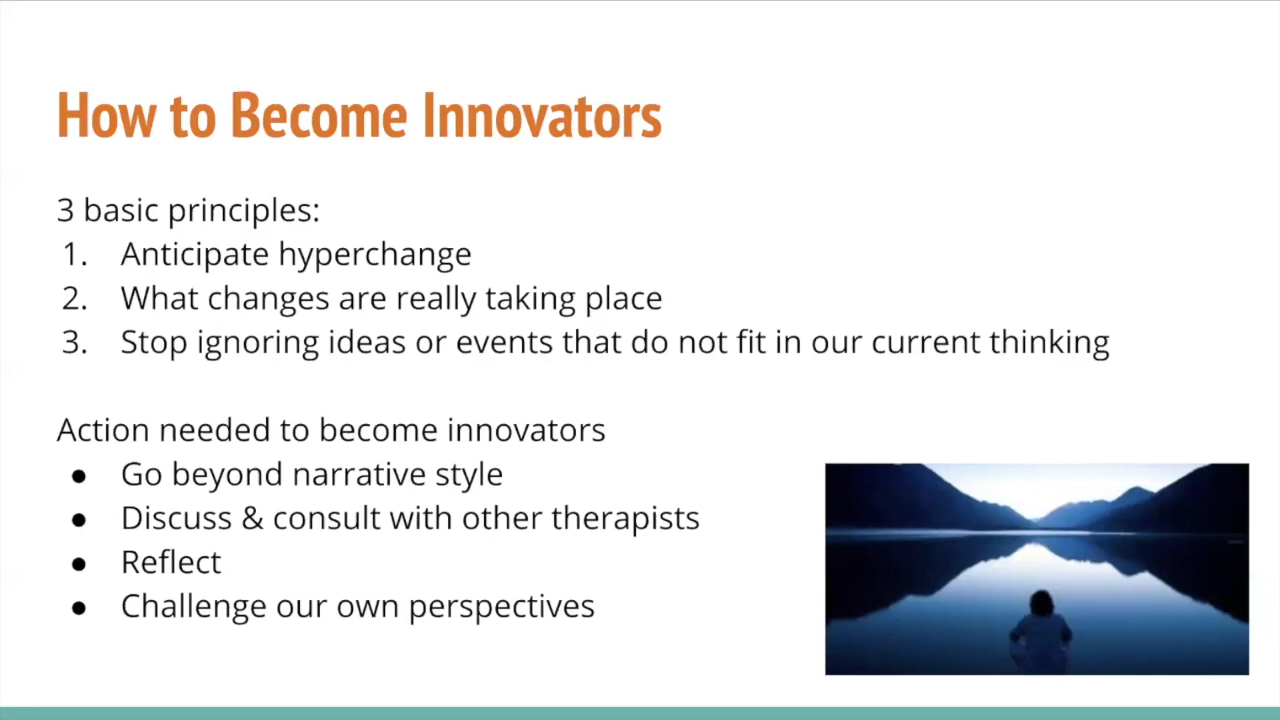 How to Become Innovators
3 basic principles:
1. Anticipate hyperchange
2. What changes are really taking place
3. Stop ignoring ideas or events that do not fit in our current thinking
Action needed to become innovators
● Go beyond narrative style
● Discuss & consult with other therapists
● Reflect
● Challenge our own perspectives